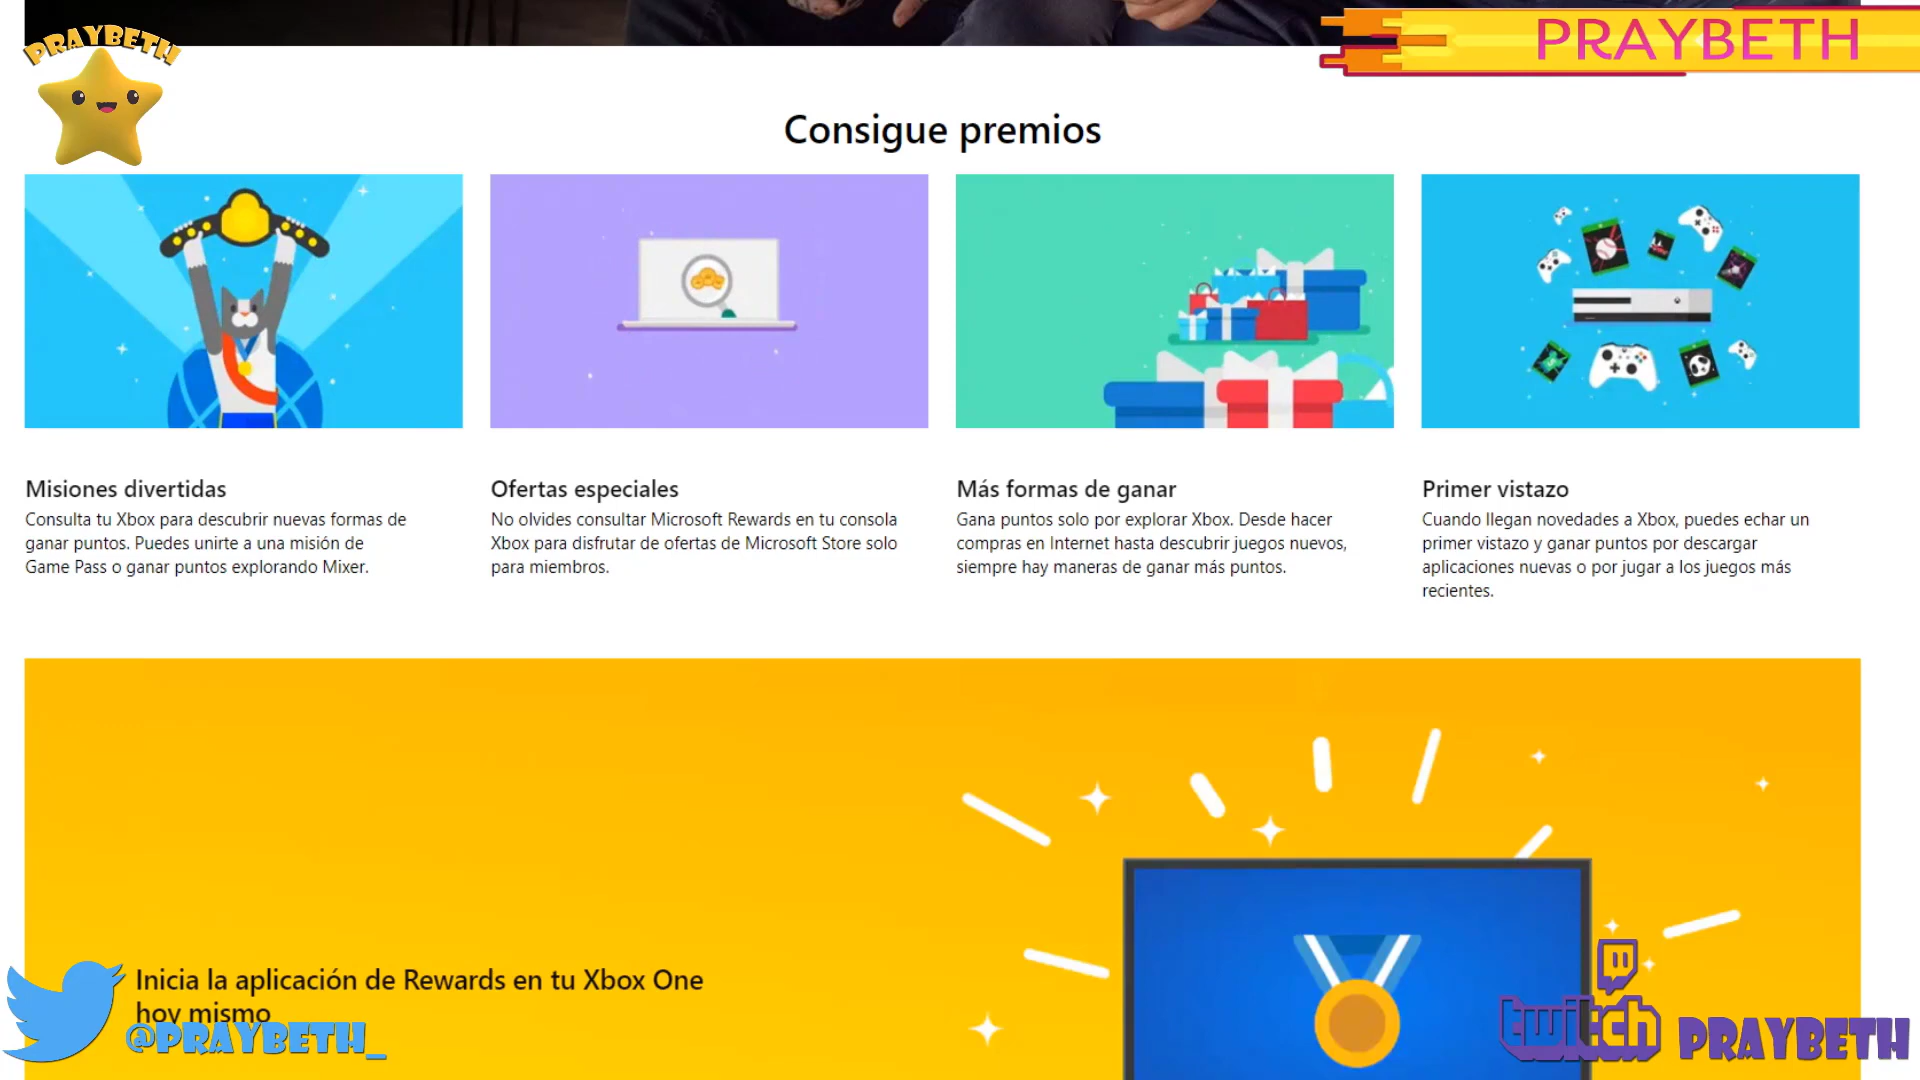 PRAYBETH
PRAYBETH
Consigue premios
Misiones divertidas
Consulta tu Xbox para descubrir nuevas formas de
ganar puntos. Puedes unirte a una misión de
Game Pass o ganar puntos explorando Mixer.
Ofertas especiales
No olvides consultar Microsoft Rewards en tu consola
Xbox para disfrutar de ofertas de Microsoft Store solo
para miembros.
Más formas de ganar
Gana puntos solo por explorar Xbox. Desde hacer
compras en Internet hasta descubrir juegos nuevos,
siempre hay maneras de ganar más puntos.
Primer vistazo
Cuando llegan novedades a Xbox, puedes echar un
primer vistazo y ganar puntos por descargar
aplicaciones nuevas o por jugar a los juegos más
recientes.
Inicia la aplicación de Rewards en tu Xbox One
hoy mismo
@PRAYBETH_
twitch PRAYBETH